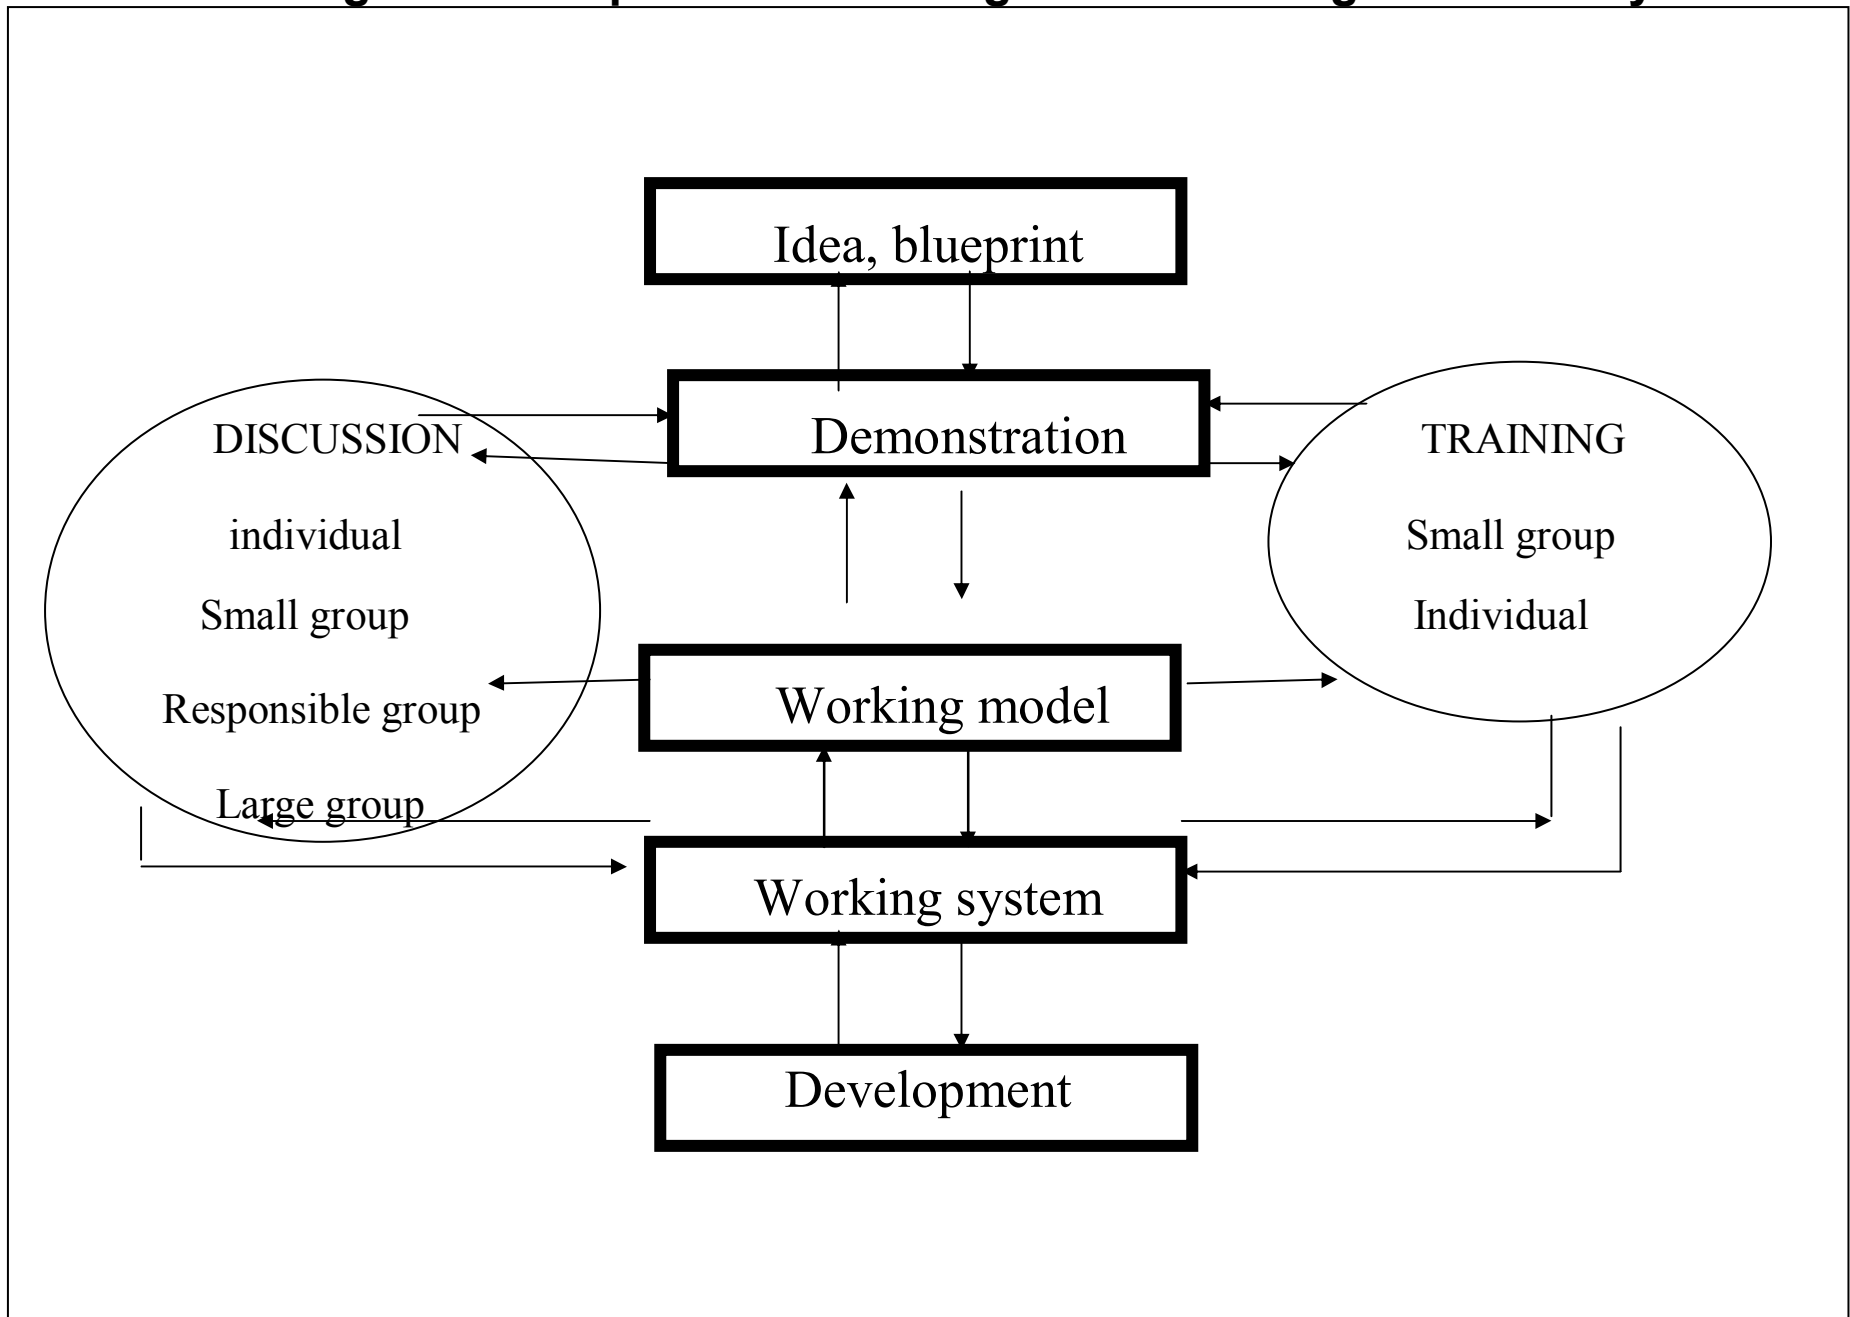 Idea, blueprint
Demonstration
DISCUSSION
individual
Small group
Responsible group
Large group
TRAINING
Small group
Individual
Working model
Working system
Development